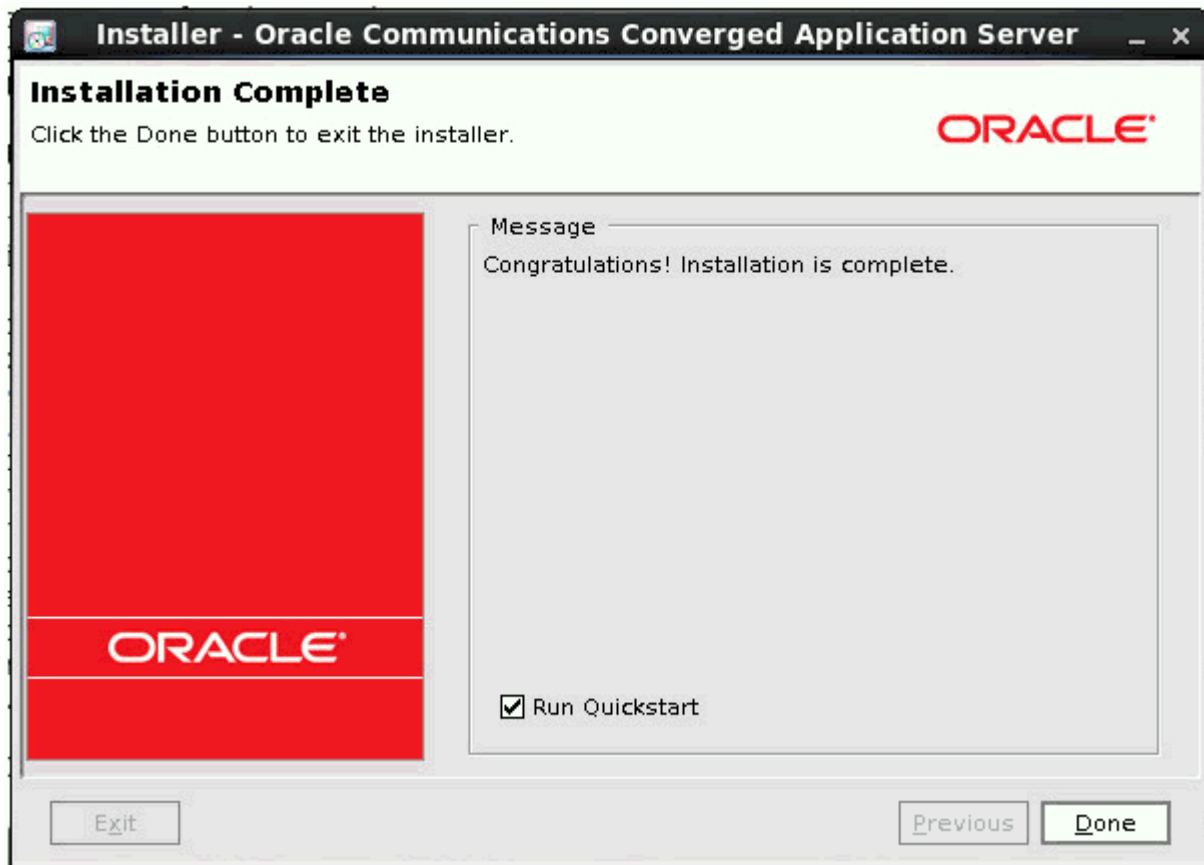 Installer - Oracle Communications Converged Application Server
Installation Complete
Click the Done button to exit the installer.
ORACLE
Message
Congratulations! Installation is complete.
ORACLE
Run Quickstart
Exit
Previous
Done